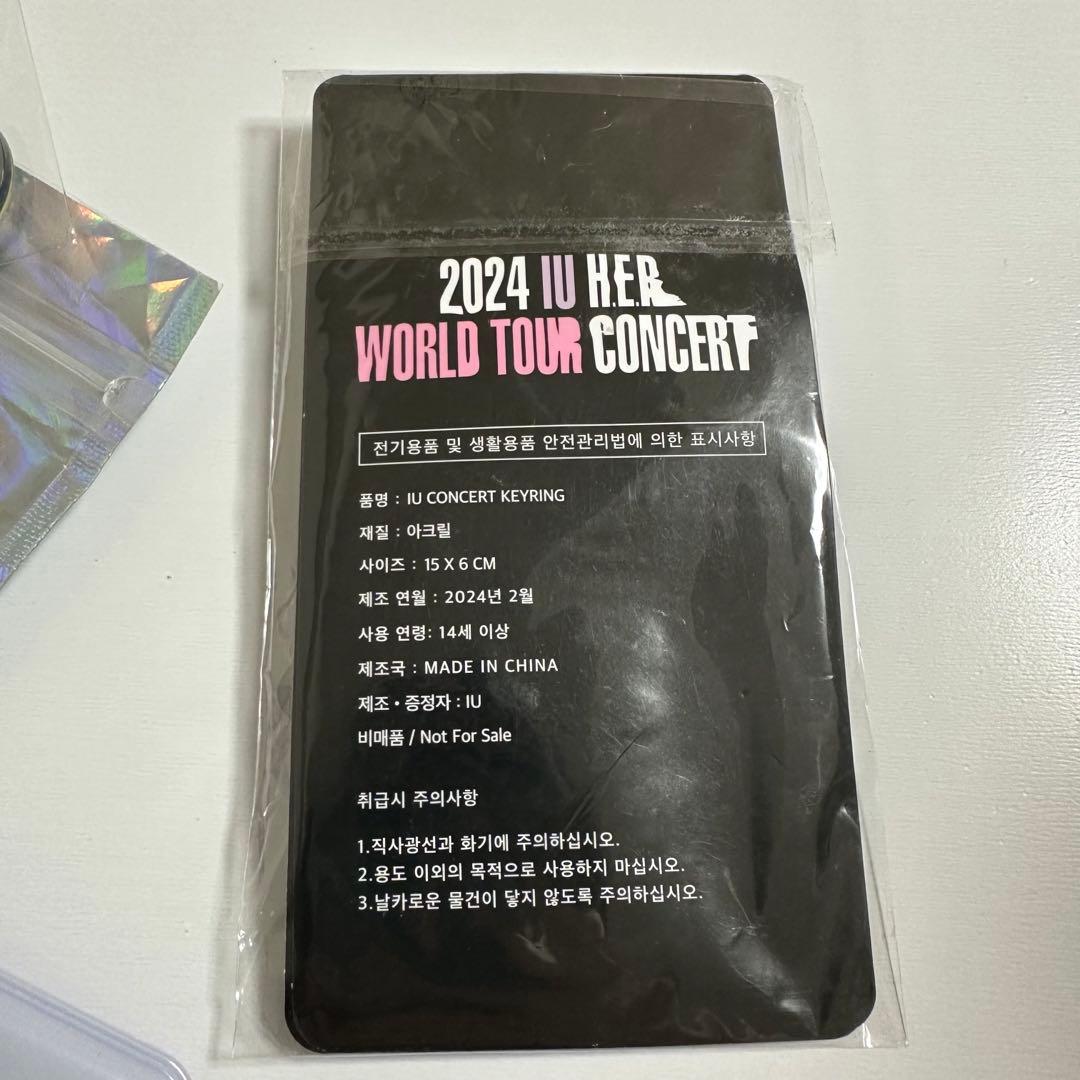 2024 IU H.E.R.
WORLD TOUR CONCERT
전기용품 및 생활용품 안전관리법에 의한 표시사항
품명 : IU CONCERT KEYRING
재질 : 아크릴
사이즈 : 15 X 6 CM
제조 연월 : 2024년 2월
사용 연령: 14세 이상
제조국 : MADE IN CHINA
제조 • 증정자 : IU
비매품 / Not For Sale
취급시 주의사항
1.직사광선과 화기에 주의하십시오.
2.용도 이외의 목적으로 사용하지 마십시오.
3.날카로운 물건이 닿지 않도록 주의하십시오.